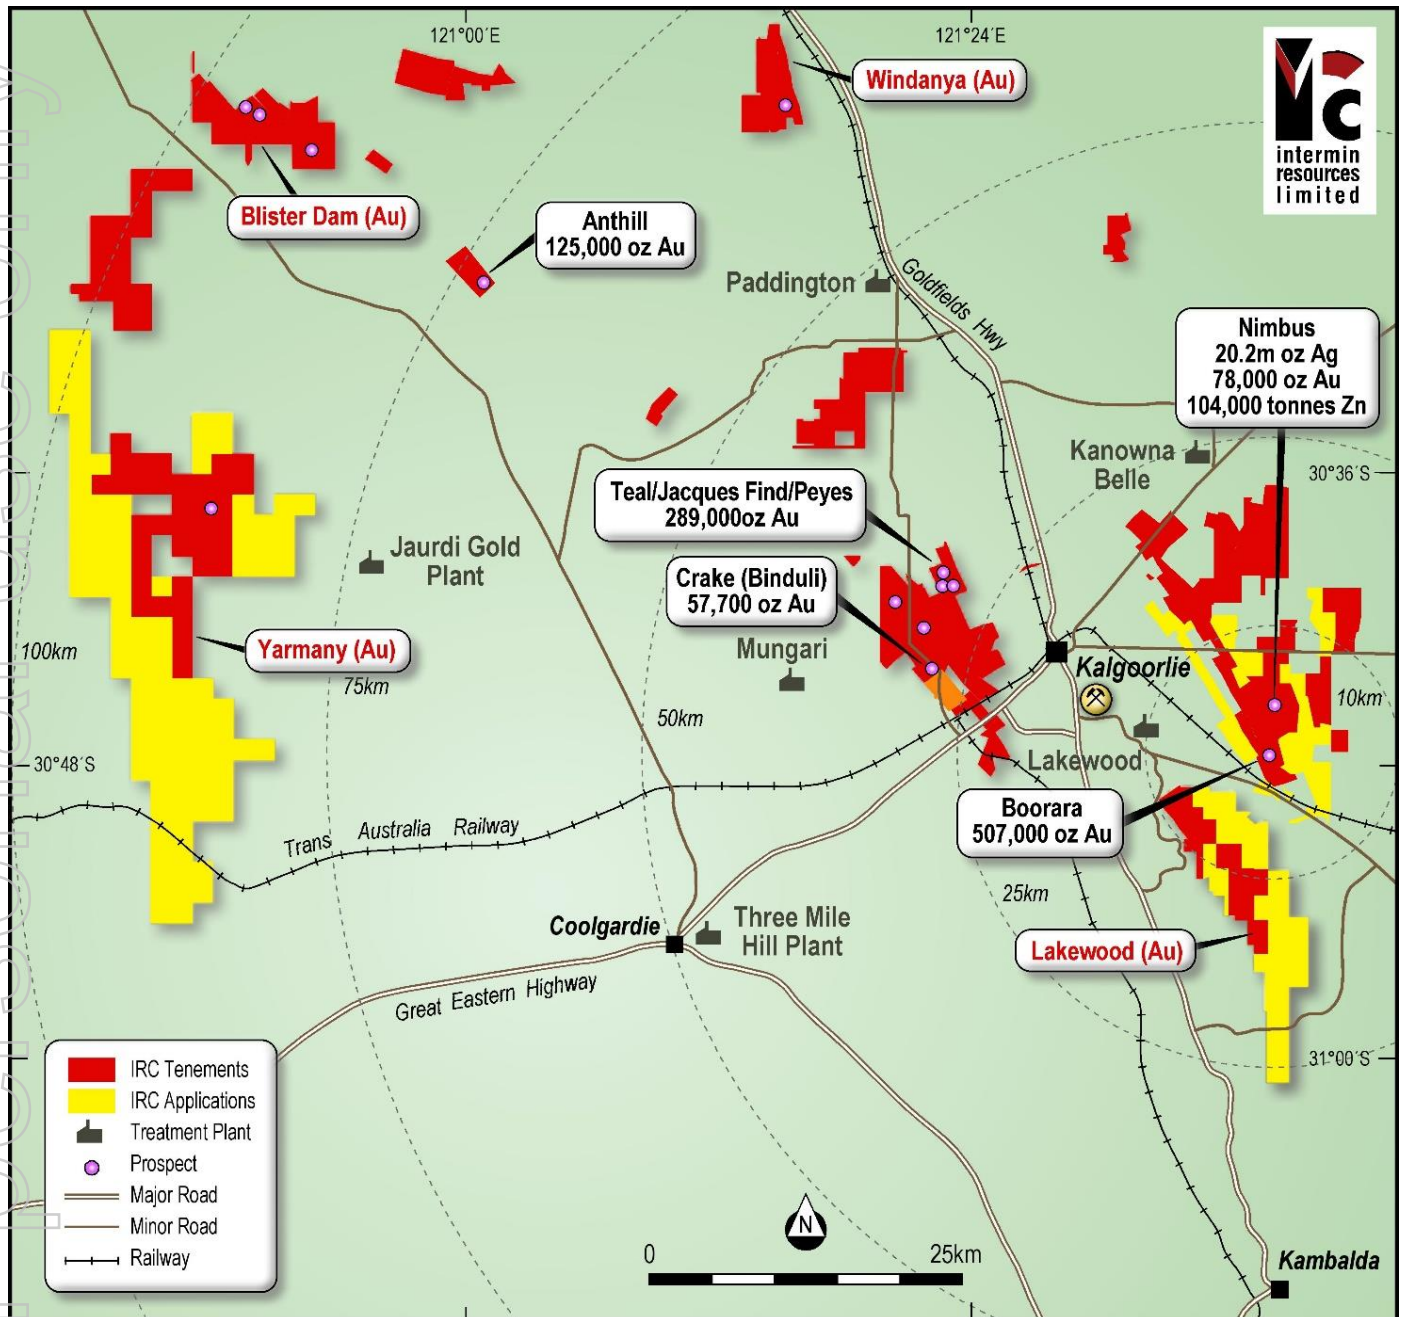 121°00´E
121°24´E
intermin
resources
limited
Windanya (Au)
Blister Dam (Au)
Anthill
125,000 oz Au
Paddington
Goldfields Hwy
Nimbus
20.2m oz Ag
78,000 oz Au
104,000 tonnes Zn
Kanowna
Belle
30°36´S
Teal/Jacques Find/Peyes
289,000oz Au
Jaurdi Gold
Plant
Crake (Binduli)
57,700 oz Au
Mungari
Yarmany (Au)
100km
75km
50km
Kalgoorlie
10km
30°48´S
Lakewood
Boorara
507,000 oz Au
Trans Australia Railway
25km
Coolgardie
Three Mile
Hill Plant
Lakewood (Au)
Great Eastern Highway
31°00´S
IRC Tenements
IRC Applications
Treatment Plant
Prospect
Major Road
Minor Road
Railway
N
0 25km
Kambalda